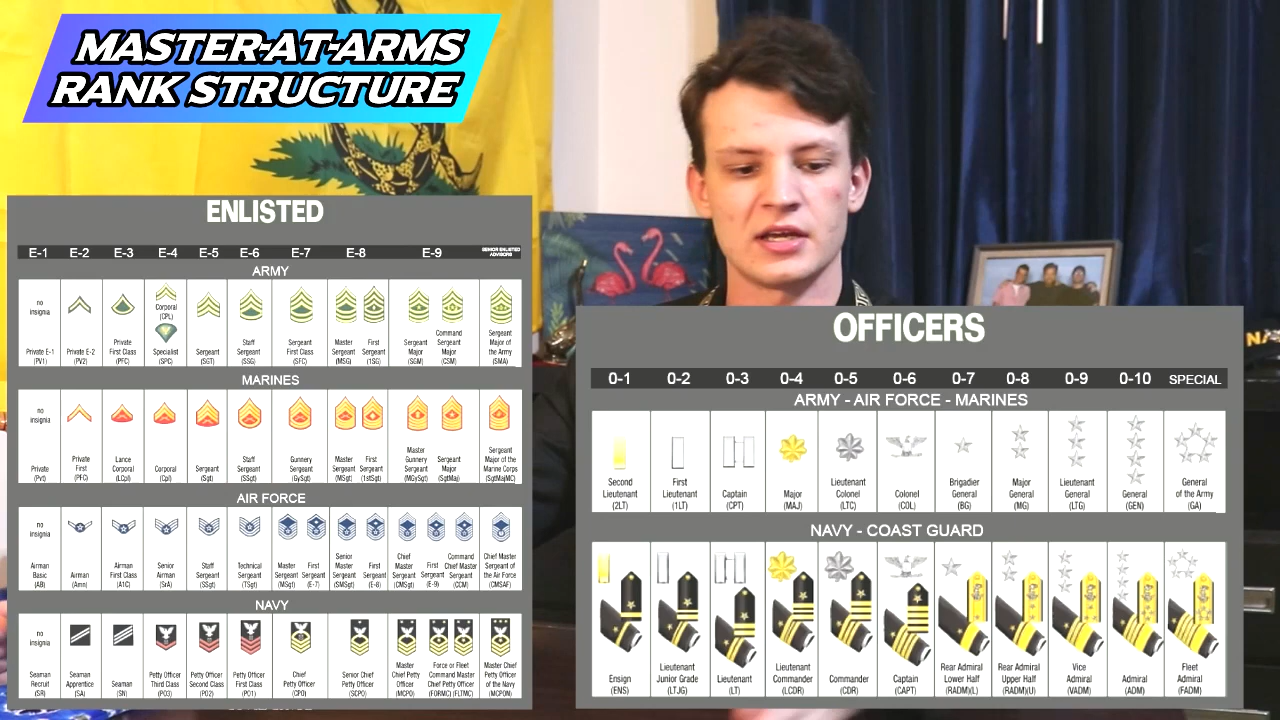 MASTER-AT-ARMS
RANK STRUCTURE
ENLISTED
E-1 E-2 E-3 E-4 E-5 E-6 E-7 E-8 E-9 SENIOR ENLISTED ADVISORS
ARMY
no insignia
Private E-1 (PV1)
Private E-2 (PV2)
Private First Class (PFC)
Corporal (CPL)
Specialist (SPC)
Sergeant (SGT)
Staff Sergeant (SSG)
Sergeant First Class (SFC)
Master Sergeant (MSG)
First Sergeant (1SG)
Sergeant Major (SGM)
Command Sergeant Major (CSM)
Sergeant Major of the Army (SMA)
MARINES
no insignia
Private (Pvt)
Private First (PFC)
Lance Corporal (LCpl)
Corporal (Cpl)
Sergeant (Sgt)
Staff Sergeant (SSgt)
Gunnery Sergeant (GySgt)
Master Sergeant (MSgt)
First Sergeant (1stSgt)
Master Gunnery Sergeant (MGySgt)
Sergeant Major (SgtMaj)
Sergeant Major of the Marine Corps (SgtMajMC)
AIR FORCE
no insignia
Airman Basic (AB)
Airman (Amn)
Airman First Class (A1C)
Senior Airman (SrA)
Staff Sergeant (SSgt)
Technical Sergeant (TSgt)
Master Sergeant (MSgt)
First Sergeant (E-7)
Senior Master Sergeant (SMSgt)
First Sergeant (E-8)
Chief Master Sergeant (CMSgt)
First Sergeant (E-9)
Command Chief Master Sergeant (CCM)
Chief Master Sergeant of the Air Force (CMSAF)
NAVY
no insignia
Seaman Recruit (SR)
Seaman Apprentice (SA)
Seaman (SN)
Petty Officer Third Class (PO3)
Petty Officer Second Class (PO2)
Petty Officer First Class (PO1)
Chief Petty Officer (CPO)
Senior Chief Petty Officer (SCPO)
Master Chief Petty Officer (MCPO)
Force or Fleet Command Master Chief Petty Officer (FORMC) (FLTMC)
Master Chief Petty Officer of the Navy (MCPON)
OFFICERS
0-1 0-2 0-3 0-4 0-5 0-6 0-7 0-8 0-9 0-10 SPECIAL
ARMY - AIR FORCE - MARINES
Second Lieutenant (2LT)
First Lieutenant (1LT)
Captain (CPT)
Major (MAJ)
Lieutenant Colonel (LTC)
Colonel (COL)
Brigadier General (BG)
Major General (MG)
Lieutenant General (LTG)
General (GEN)
General of the Army (GA)
NAVY - COAST GUARD
Ensign (ENS)
Lieutenant Junior Grade (LTJG)
Lieutenant (LT)
Lieutenant Commander (LCDR)
Commander (CDR)
Captain (CAPT)
Rear Admiral Lower Half (RADM)(L)
Rear Admiral Upper Half (RADM)(U)
Vice Admiral (VADM)
Admiral (ADM)
Fleet Admiral (FADM)